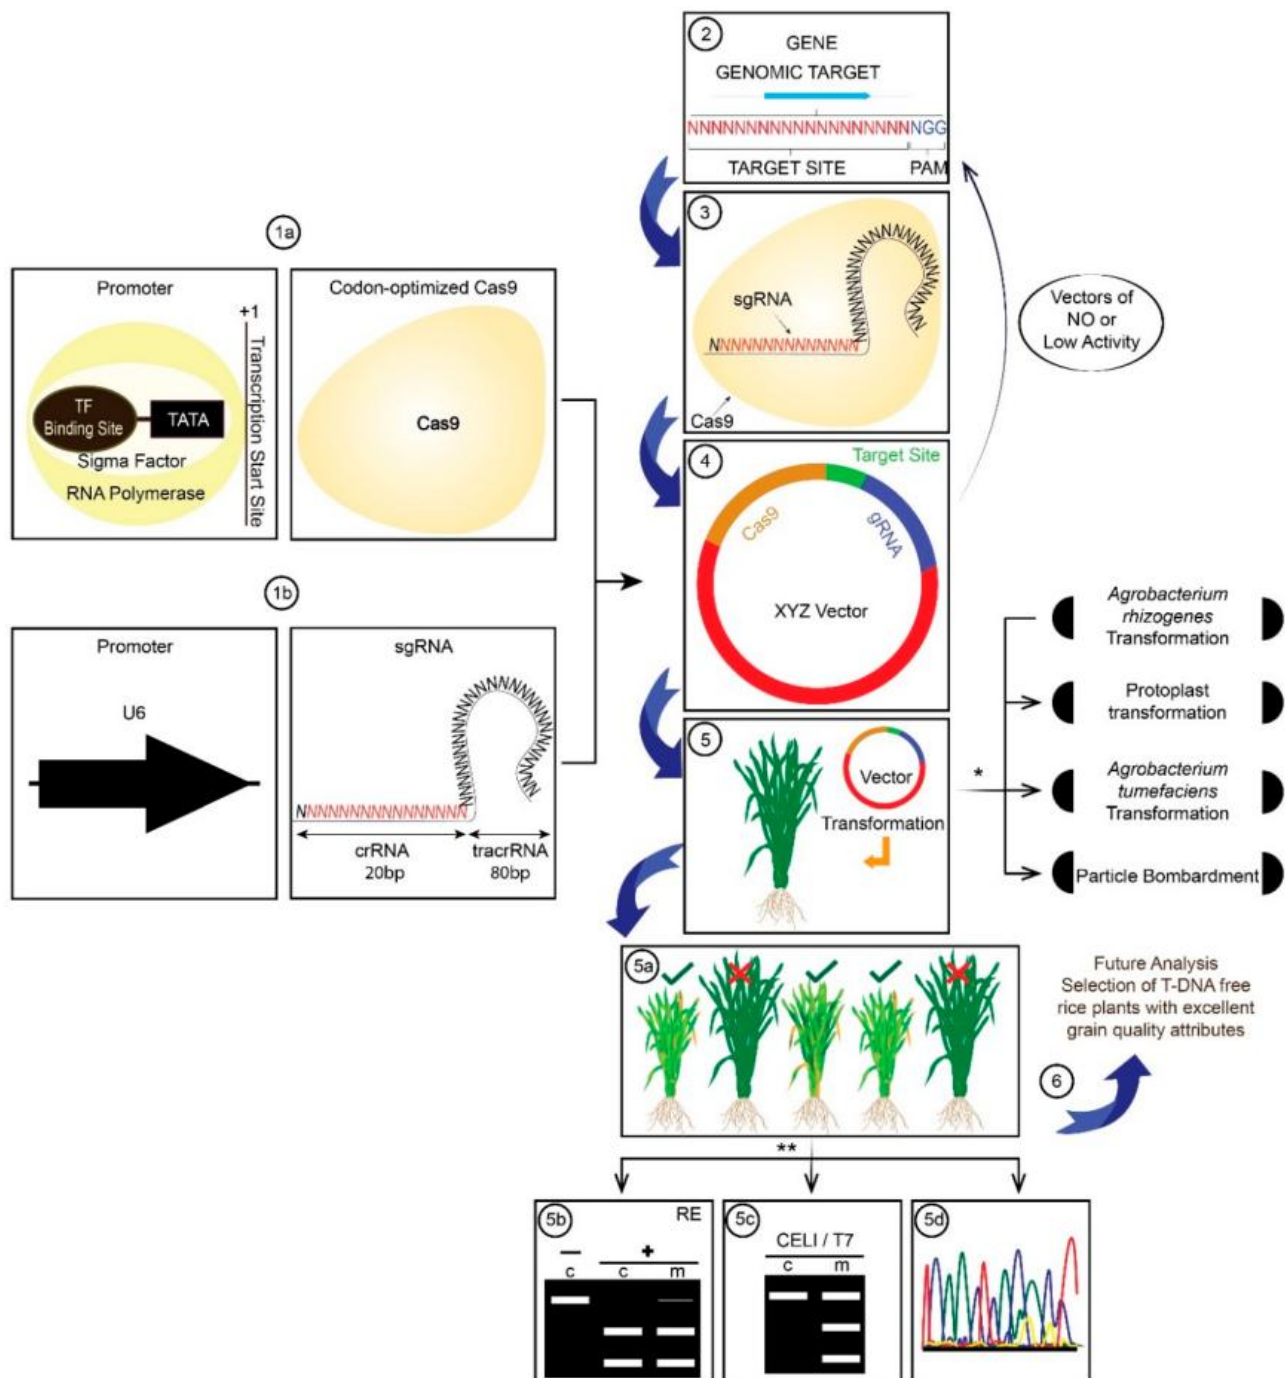 2
GENE
GENOMIC TARGET
NNNNNNNNNNNNNNNNNNNNNGG
TARGET SITE PAM
3
sgRNA
NNNNNNNNNNNNNN
Cas9
1a
Promoter
+1
Transcription Start Site
TF
Binding Site
TATA
Sigma Factor
RNA Polymerase
Codon-optimized Cas9
Cas9
4
Target Site
Cas9
gRNA
XYZ Vector
Vectors of
NO or
Low Activity
1b
Promoter
U6
sgRNA
NNNNNNNNNNNNNNNN
crRNA
20bp
tracrRNA
80bp
5
Vector
Transformation
*
Agrobacterium
rhizogenes
Transformation
Protoplast
transformation
Agrobacterium
tumefaciens
Transformation
Particle Bombardment
5a
6
Future Analysis
Selection of T-DNA free
rice plants with excellent
grain quality attributes
**
5b
RE
− +
c c m
5c
CELI / T7
c m
5d